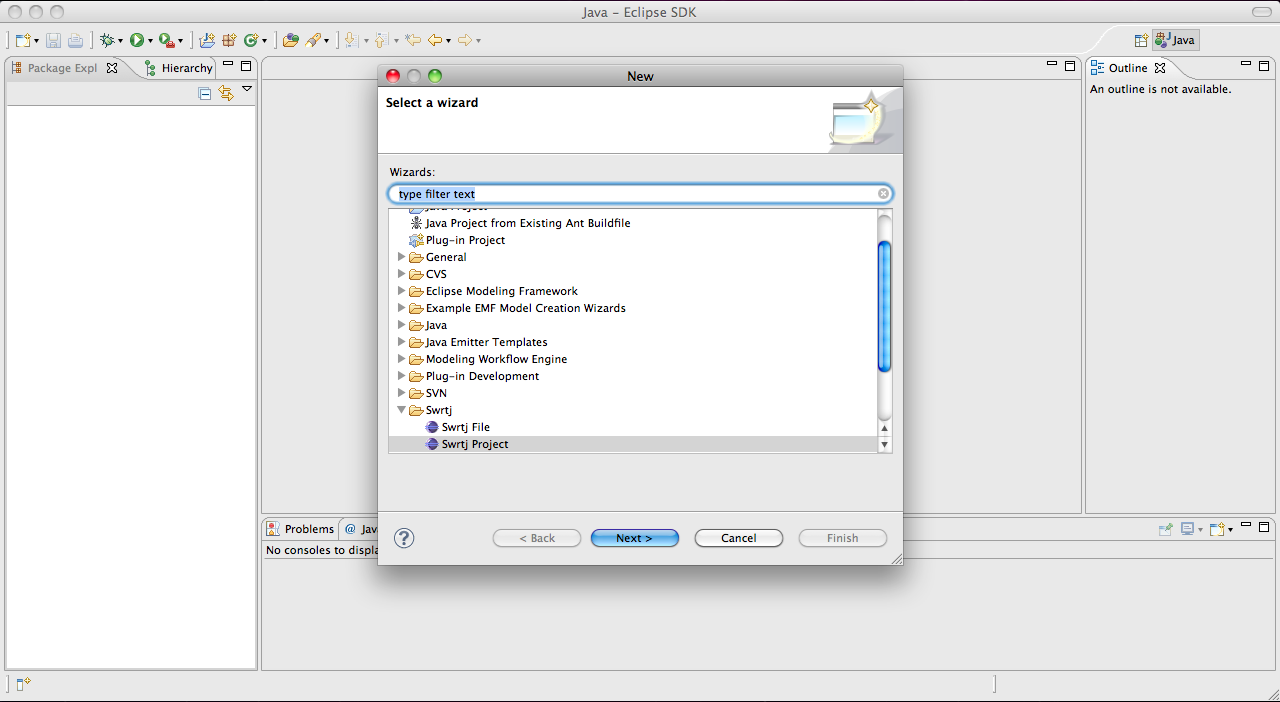 Java – Eclipse SDK
Java
Package Expl
Hierarchy
Outline
An outline is not available.
New
Select a wizard
Wizards:
type filter text
Java Project
Java Project from Existing Ant Buildfile
Plug-in Project
General
CVS
Eclipse Modeling Framework
Example EMF Model Creation Wizards
Java
Java Emitter Templates
Modeling Workflow Engine
Plug-in Development
SVN
Swrtj
Swrtj File
Swrtj Project
? < Back Next > Cancel Finish
Problems @ Jav
No consoles to displa